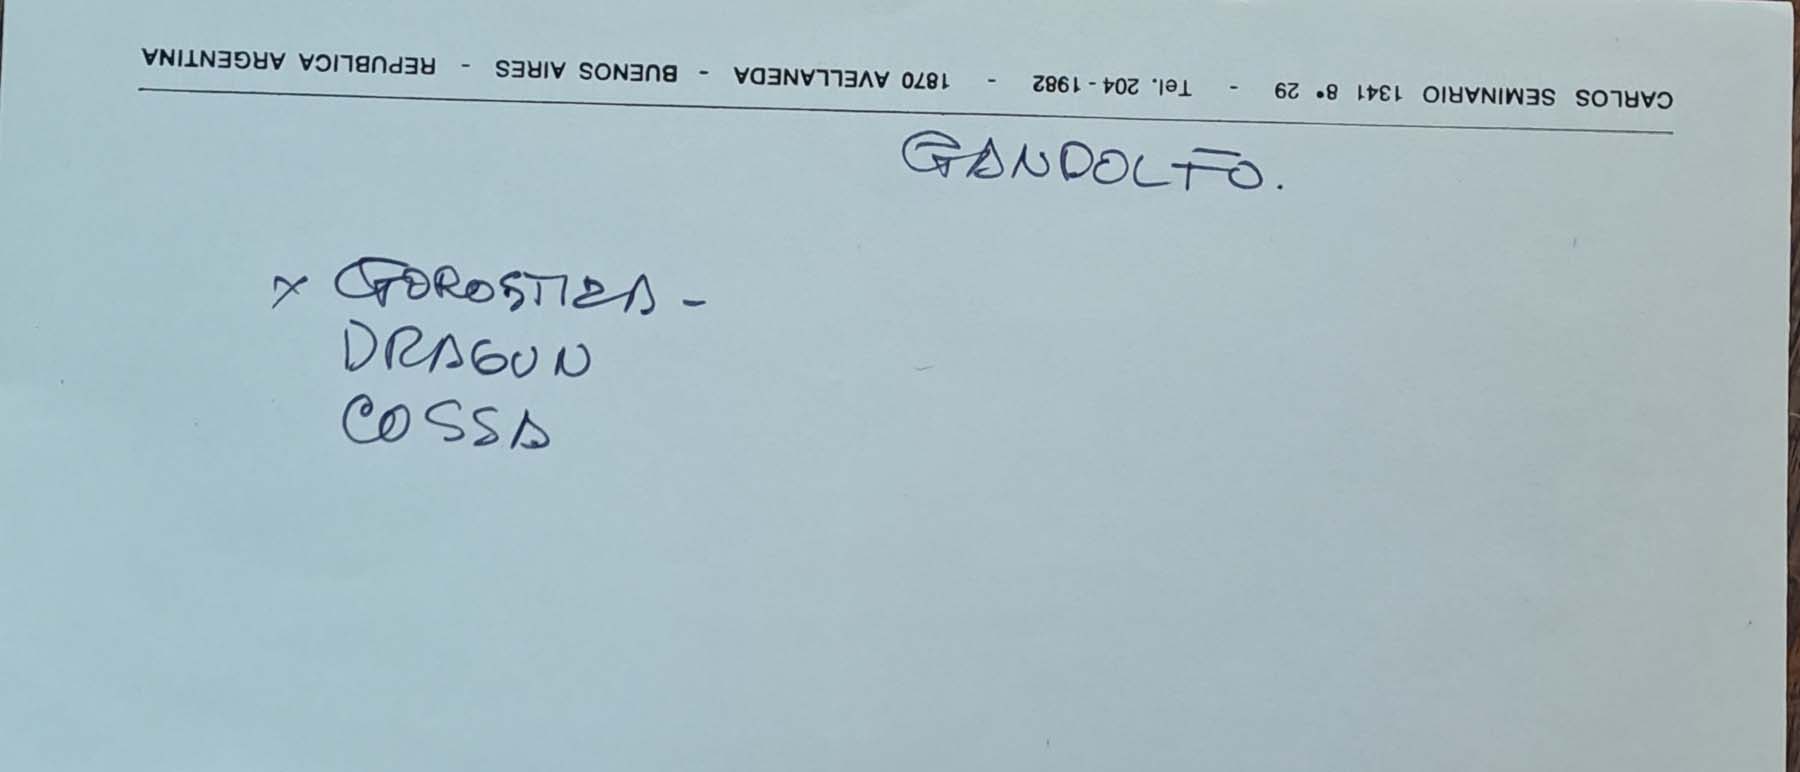 CARLOS SEMINARIO 1341 8° 29 - Tel. 204-1982 - 1870 AVELLANEDA - BUENOS AIRES - REPUBLICA ARGENTINA
GANDOLFO.
x GOROSTIZA -
DRAGUN
COSSA